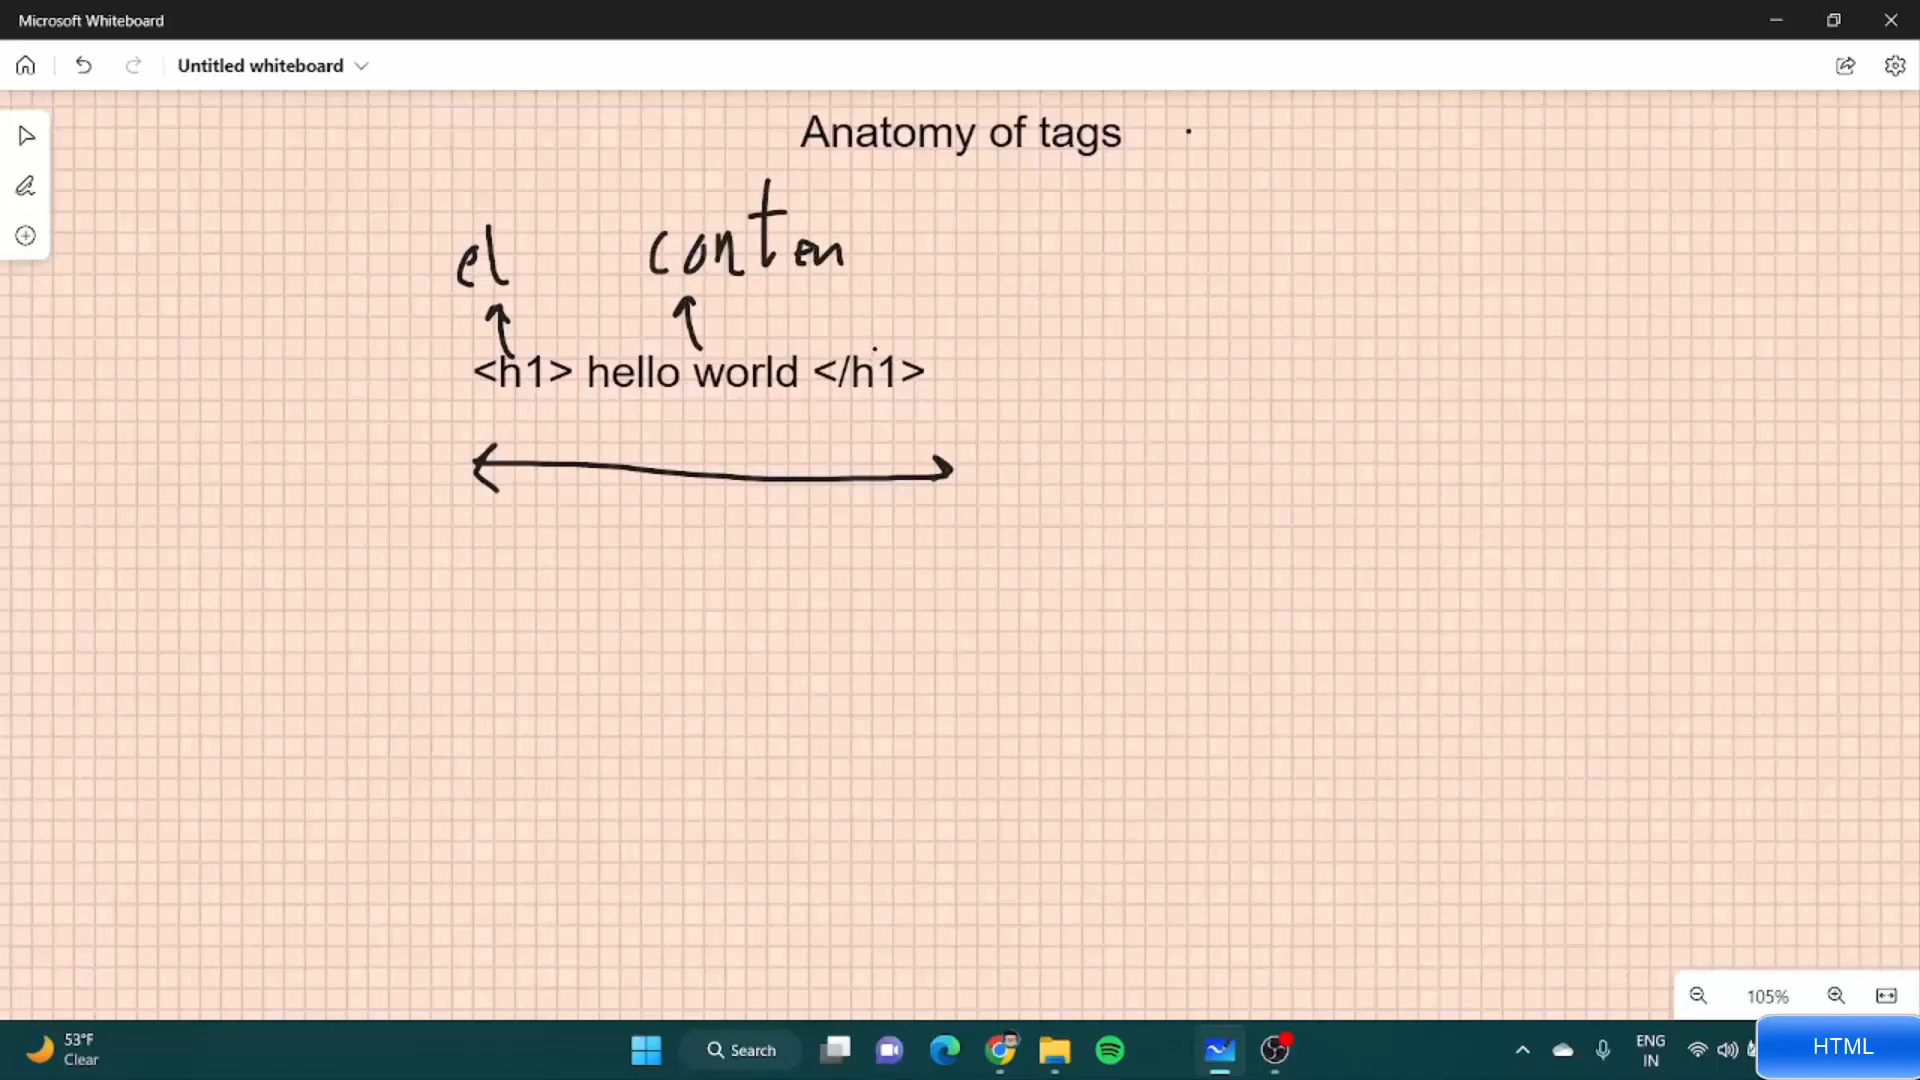 Microsoft Whiteboard
Untitled whiteboard
Anatomy of tags
el conten
<h1> hello world </h1>
105%
53°F
Clear
Search
ENG
IN
HTML